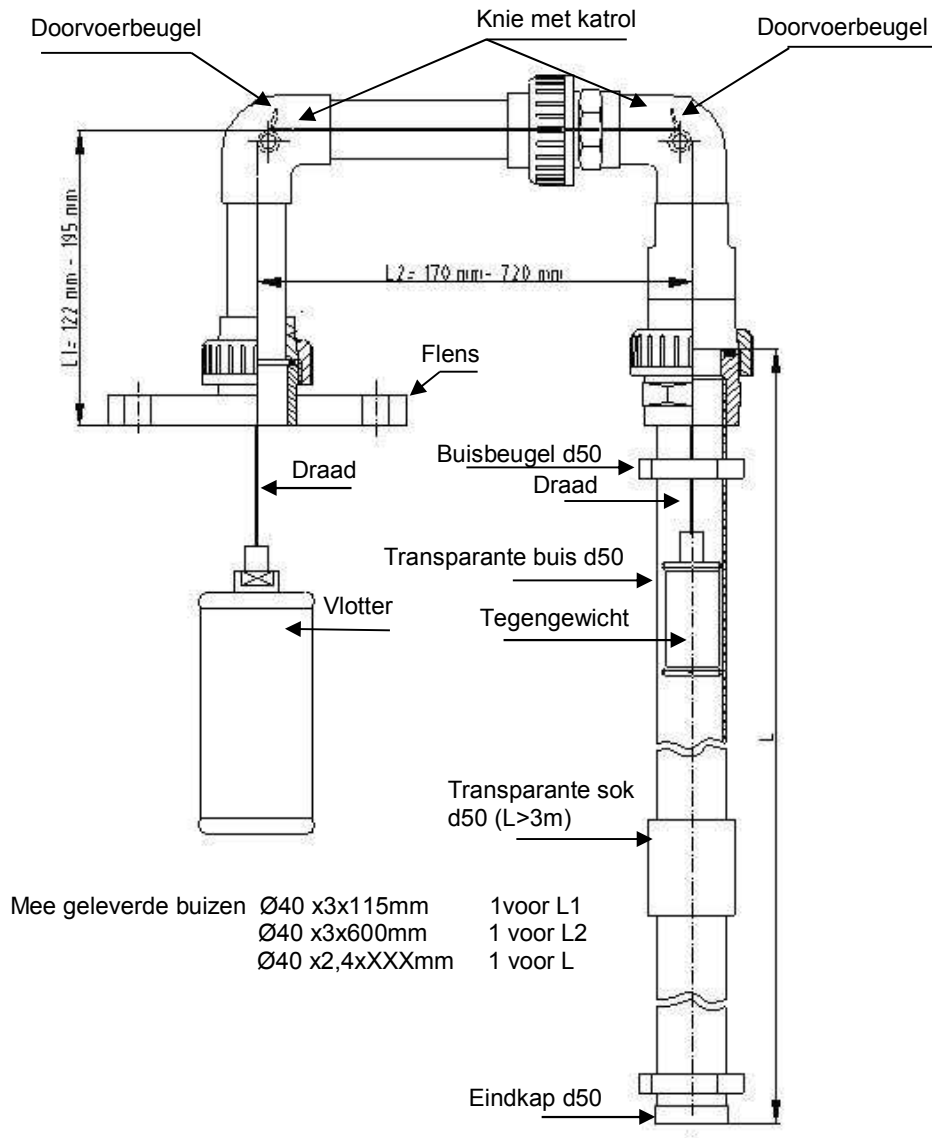 Doorvoerbeugel
Knie met katrol
Doorvoerbeugel
L1= 122 mm - 195 mm
L2= 170 mm- 720 mm
Flens
Buisbeugel d50
Draad
Draad
Transparante buis d50
Vlotter
Tegengewicht
L
Transparante sok
d50 (L>3m)
Mee geleverde buizen Ø40 x3x115mm 1voor L1
Ø40 x3x600mm 1 voor L2
Ø40 x2,4xXXXmm 1 voor L
Eindkap d50